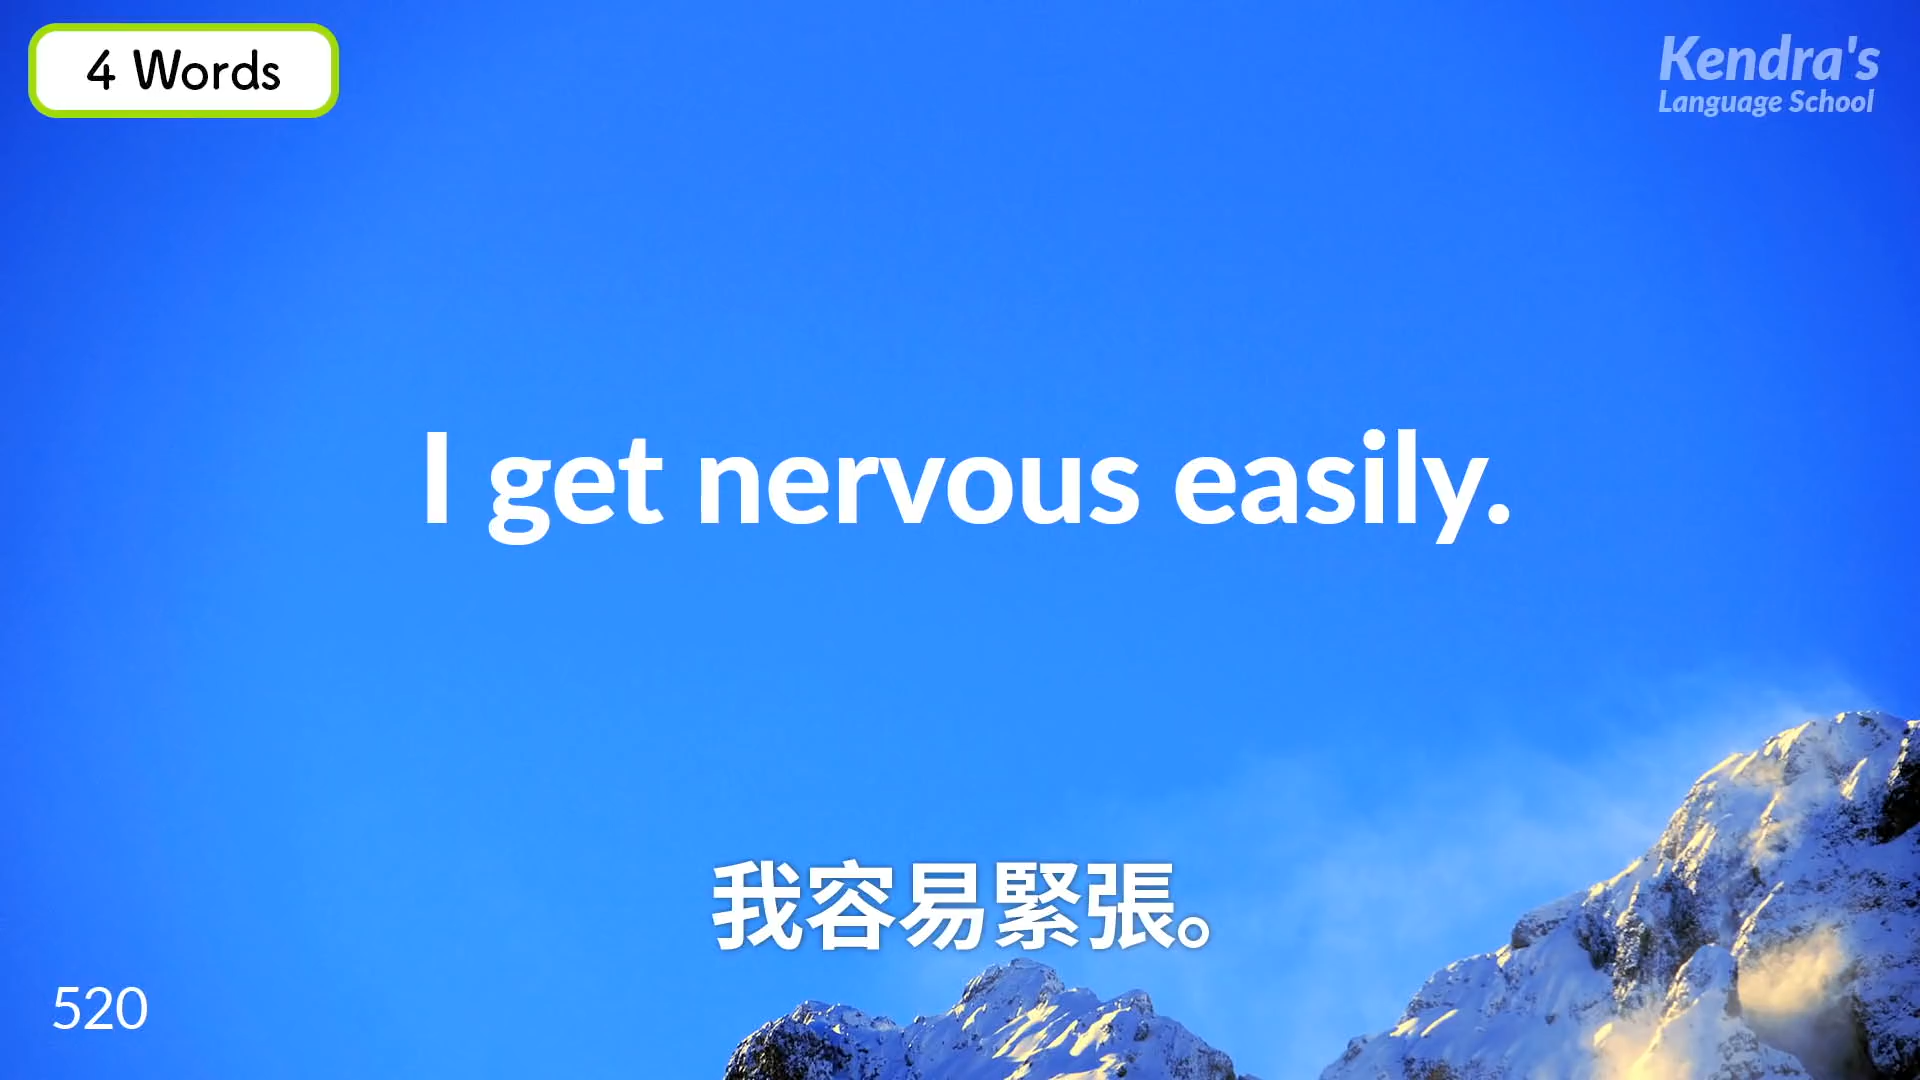 4 Words
Kendra's
Language School
I get nervous easily.
我容易緊張。
520